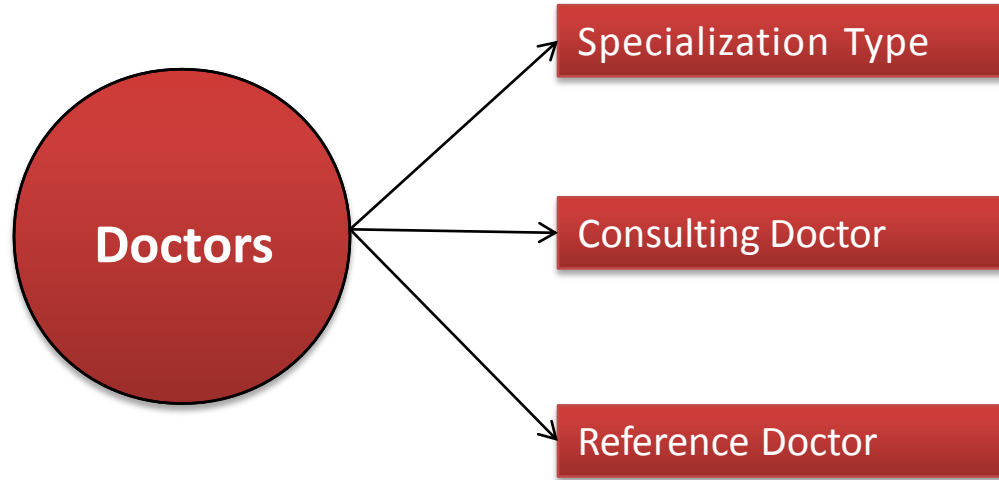 Specialization Type
Doctors
Consulting Doctor
Reference Doctor